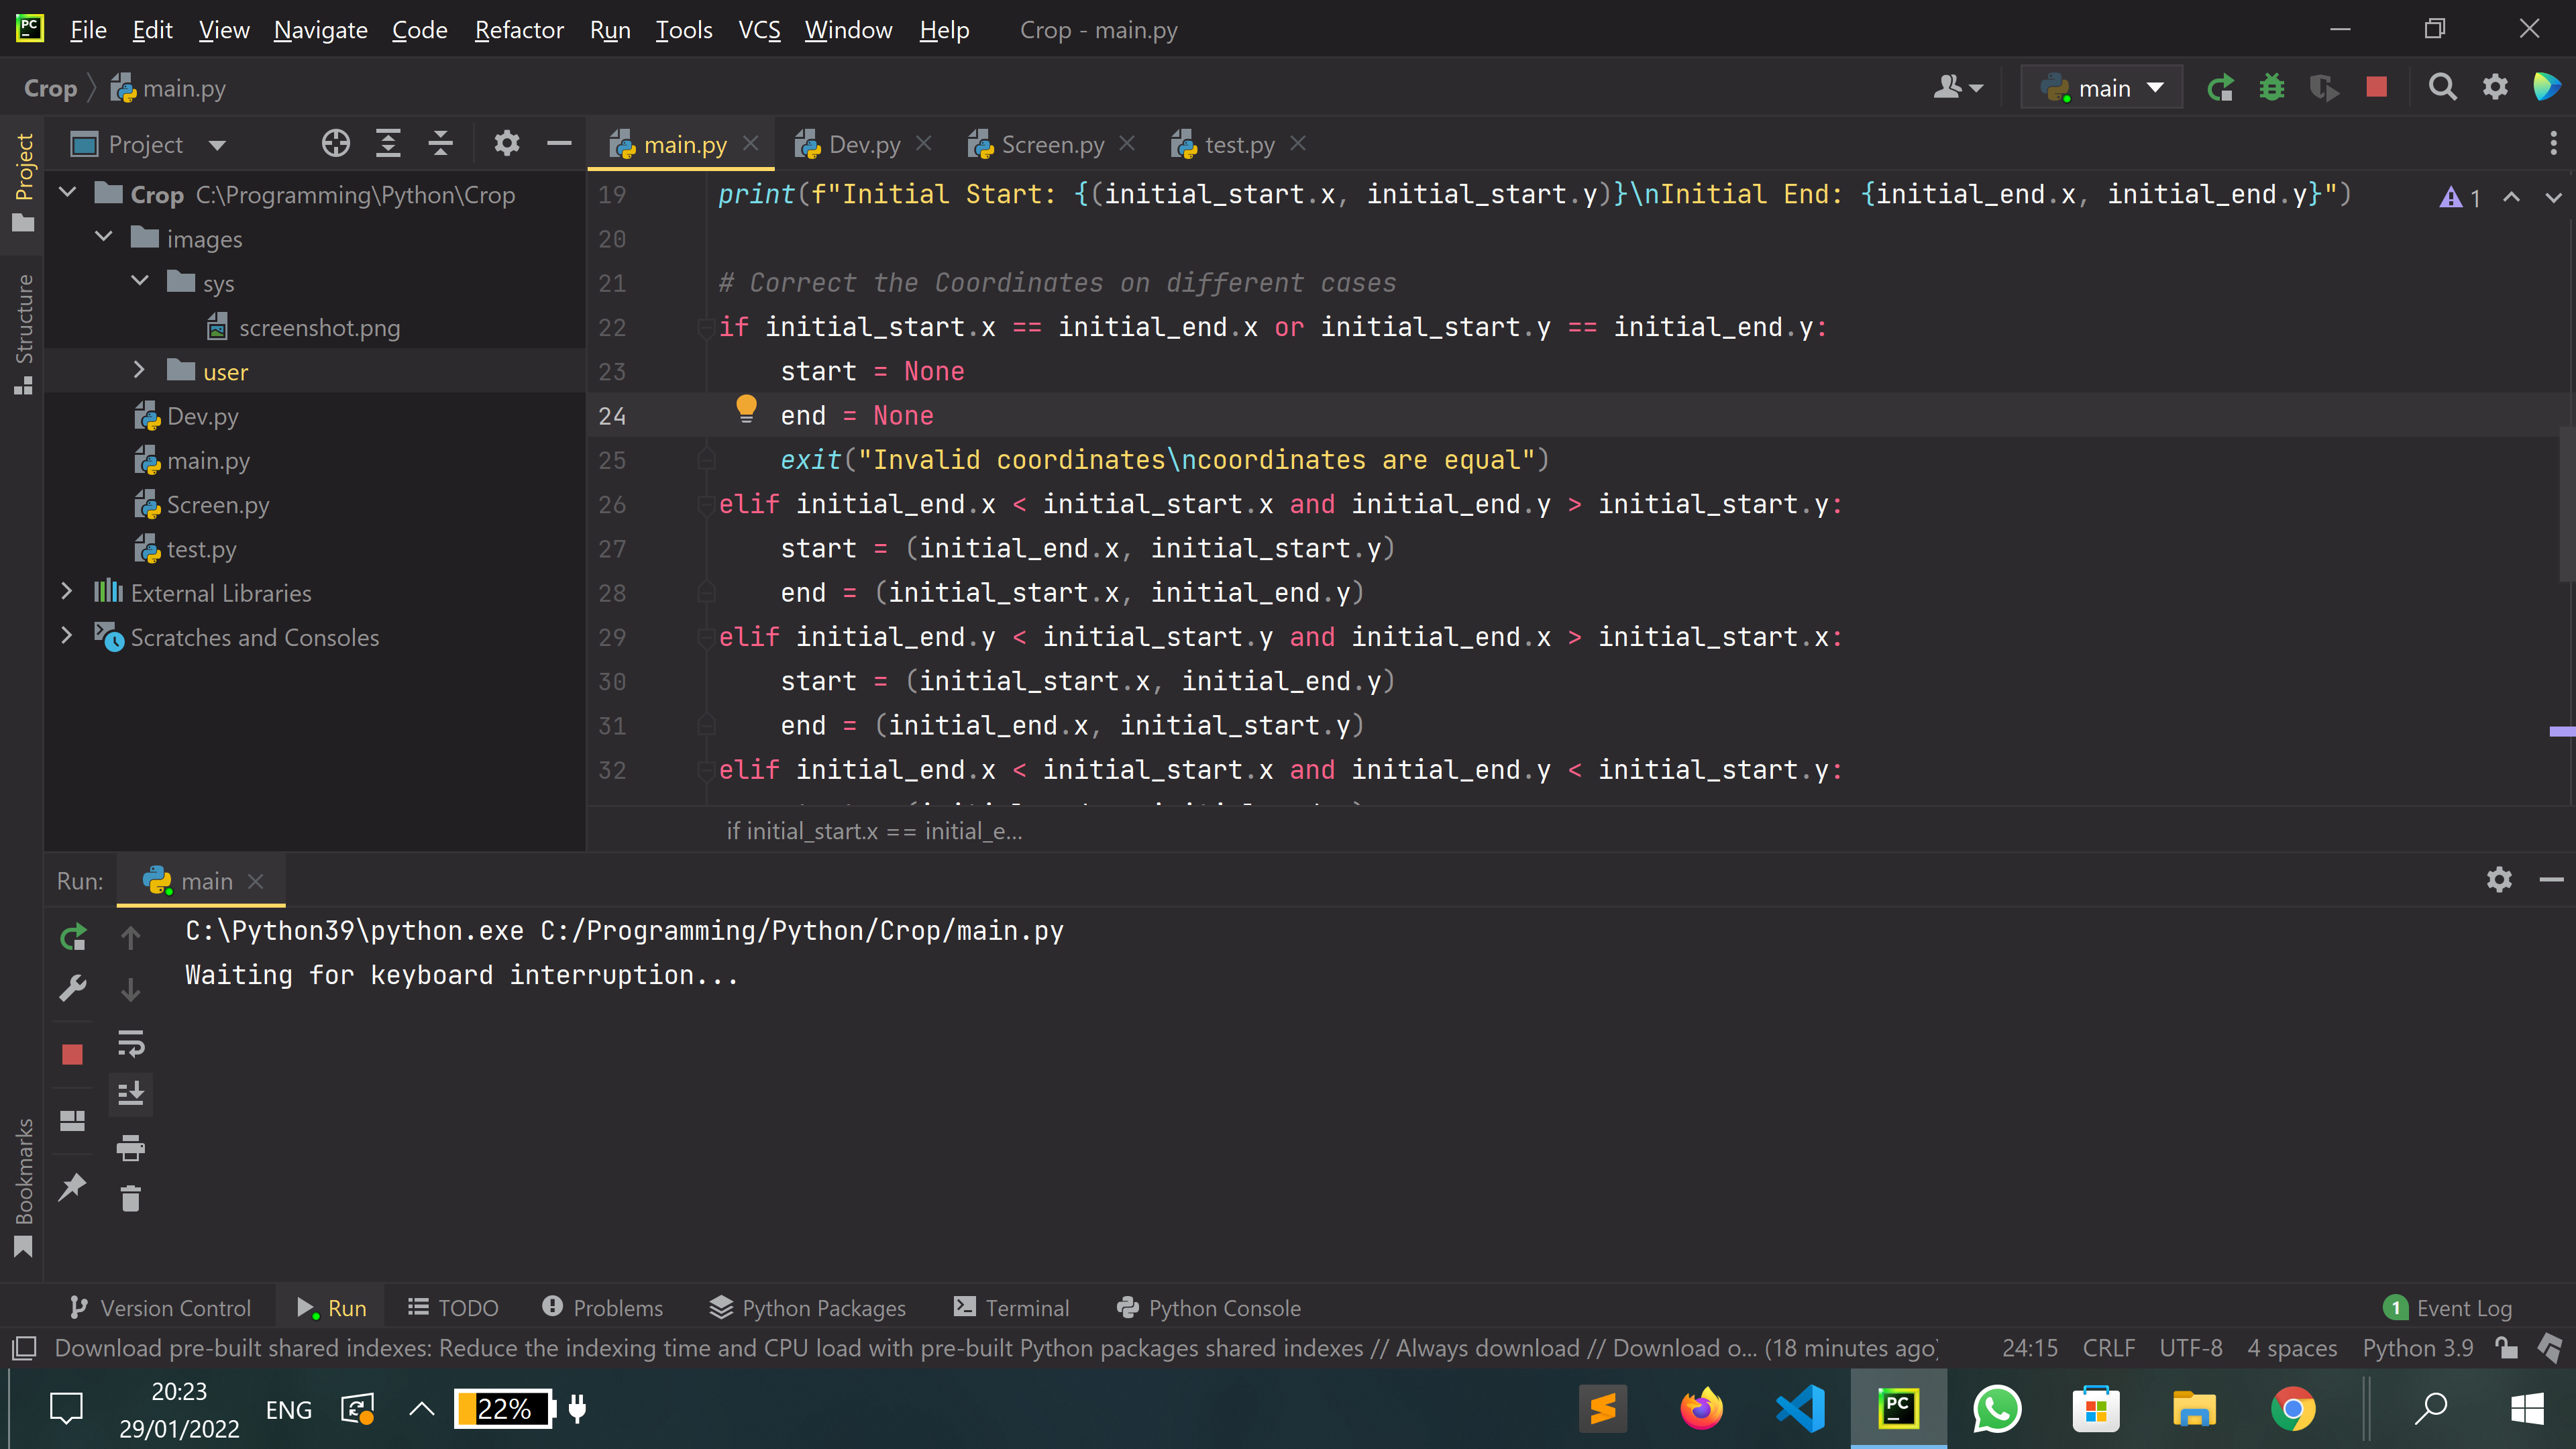 PC File Edit View Navigate Code Refactor Run Tools VCS Window Help Crop - main.py
Crop main.py main
Project Project main.py Dev.py Screen.py test.py
Crop C:\Programming\Python\Crop
images
sys
screenshot.png
user
Dev.py
main.py
Screen.py
test.py
External Libraries
Scratches and Consoles
Structure
Bookmarks
19 print(f"Initial Start: {(initial_start.x, initial_start.y)}\nInitial End: {initial_end.x, initial_end.y}") 1
20
21 # Correct the Coordinates on different cases
22 if initial_start.x == initial_end.x or initial_start.y == initial_end.y:
23 start = None
24 end = None
25 exit("Invalid coordinates\ncoordinates are equal")
26 elif initial_end.x < initial_start.x and initial_end.y > initial_start.y:
27 start = (initial_end.x, initial_start.y)
28 end = (initial_start.x, initial_end.y)
29 elif initial_end.y < initial_start.y and initial_end.x > initial_start.x:
30 start = (initial_start.x, initial_end.y)
31 end = (initial_end.x, initial_start.y)
32 elif initial_end.x < initial_start.x and initial_end.y < initial_start.y:
if initial_start.x == initial_e...
Run: main
C:\Python39\python.exe C:/Programming/Python/Crop/main.py
Waiting for keyboard interruption...
Version Control Run TODO Problems Python Packages Terminal Python Console 1 Event Log
Download pre-built shared indexes: Reduce the indexing time and CPU load with pre-built Python packages shared indexes // Always download // Download o... (18 minutes ago) 24:15 CRLF UTF-8 4 spaces Python 3.9
20:23
29/01/2022
ENG
22%
PC